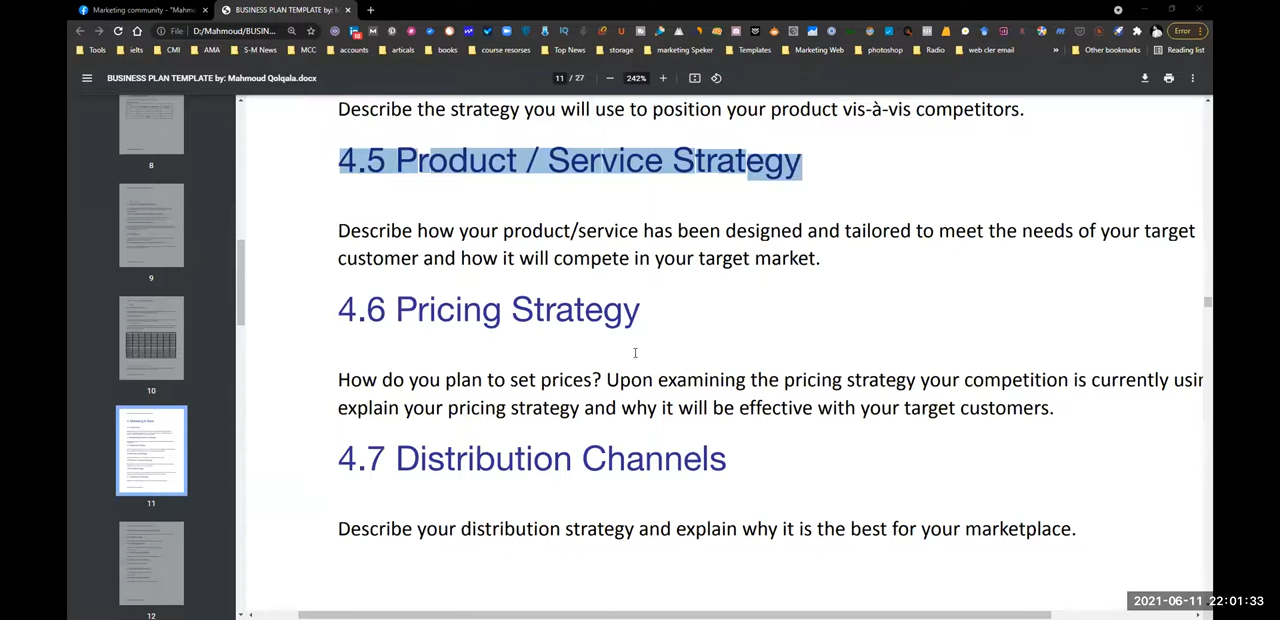 Marketing community - "Mahm
BUSINESS PLAN TEMPLATE by: M
File
D:/Mahmoud/BUSIN...
Error
Tools
ielts
CMI
AMA
S-M News
MCC
accounts
articals
books
course resorses
Top News
storage
marketing Speker
Templates
Marketing Web
photoshop
Radio
web cler email
»
Other bookmarks
Reading list
BUSINESS PLAN TEMPLATE by: Mahmoud Qolqala.docx
11 / 27
242%
Describe the strategy you will use to position your product vis-à-vis competitors.
4.5 Product / Service Strategy
Describe how your product/service has been designed and tailored to meet the needs of your target
customer and how it will compete in your target market.
4.6 Pricing Strategy
How do you plan to set prices? Upon examining the pricing strategy your competition is currently usin
explain your pricing strategy and why it will be effective with your target customers.
4.7 Distribution Channels
Describe your distribution strategy and explain why it is the best for your marketplace.
8
9
10
11
12
2021-06-11 22:01:33